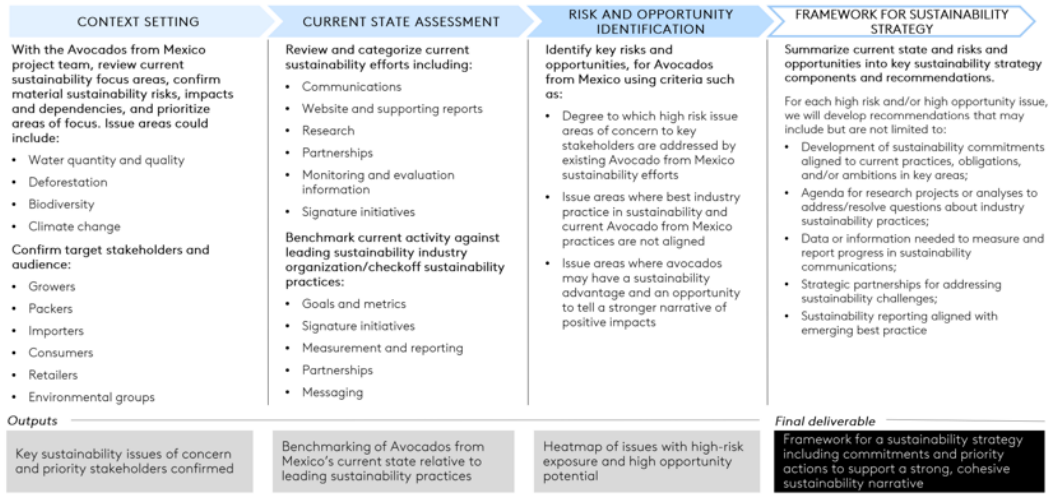 CONTEXT SETTING
With the Avocados from Mexico
project team, review current
sustainability focus areas, confirm
material sustainability risks, impacts
and dependencies, and prioritize
areas of focus. Issue areas could
include:
• Water quantity and quality
• Deforestation
• Biodiversity
• Climate change
Confirm target stakeholders and
audience:
• Growers
• Packers
• Importers
• Consumers
• Retailers
• Environmental groups
CURRENT STATE ASSESSMENT
Review and categorize current
sustainability efforts including:
• Communications
• Website and supporting reports
• Research
• Partnerships
• Monitoring and evaluation
information
• Signature initiatives
Benchmark current activity against
leading sustainability industry
organization/checkoff sustainability
practices:
• Goals and metrics
• Signature initiatives
• Measurement and reporting
• Partnerships
• Messaging
RISK AND OPPORTUNITY
IDENTIFICATION
Identify key risks and
opportunities, for Avocados
from Mexico using criteria such
as:
• Degree to which high risk issue
areas of concern to key
stakeholders are addressed by
existing Avocado from Mexico
sustainability efforts
• Issue areas where best industry
practice in sustainability and
current Avocado from Mexico
practices are not aligned
• Issue areas where avocados
may have a sustainability
advantage and an opportunity
to tell a stronger narrative of
positive impacts
FRAMEWORK FOR SUSTAINABILITY
STRATEGY
Summarize current state and risks and
opportunities into key sustainability strategy
components and recommendations.
For each high risk and/or high opportunity issue,
we will develop recommendations that may
include but are not limited to:
• Development of sustainability commitments
aligned to current practices, obligations,
and/or ambitions in key areas;
• Agenda for research projects or analyses to
address/resolve questions about industry
sustainability practices;
• Data or information needed to measure and
report progress in sustainability
communications;
• Strategic partnerships for addressing
sustainability challenges;
• Sustainability reporting aligned with
emerging best practice
Outputs
Key sustainability issues of concern
and priority stakeholders confirmed
Benchmarking of Avocados from
Mexico's current state relative to
leading sustainability practices
Heatmap of issues with high-risk
exposure and high opportunity
potential
Final deliverable
Framework for a sustainability strategy
including commitments and priority
actions to support a strong, cohesive
sustainability narrative